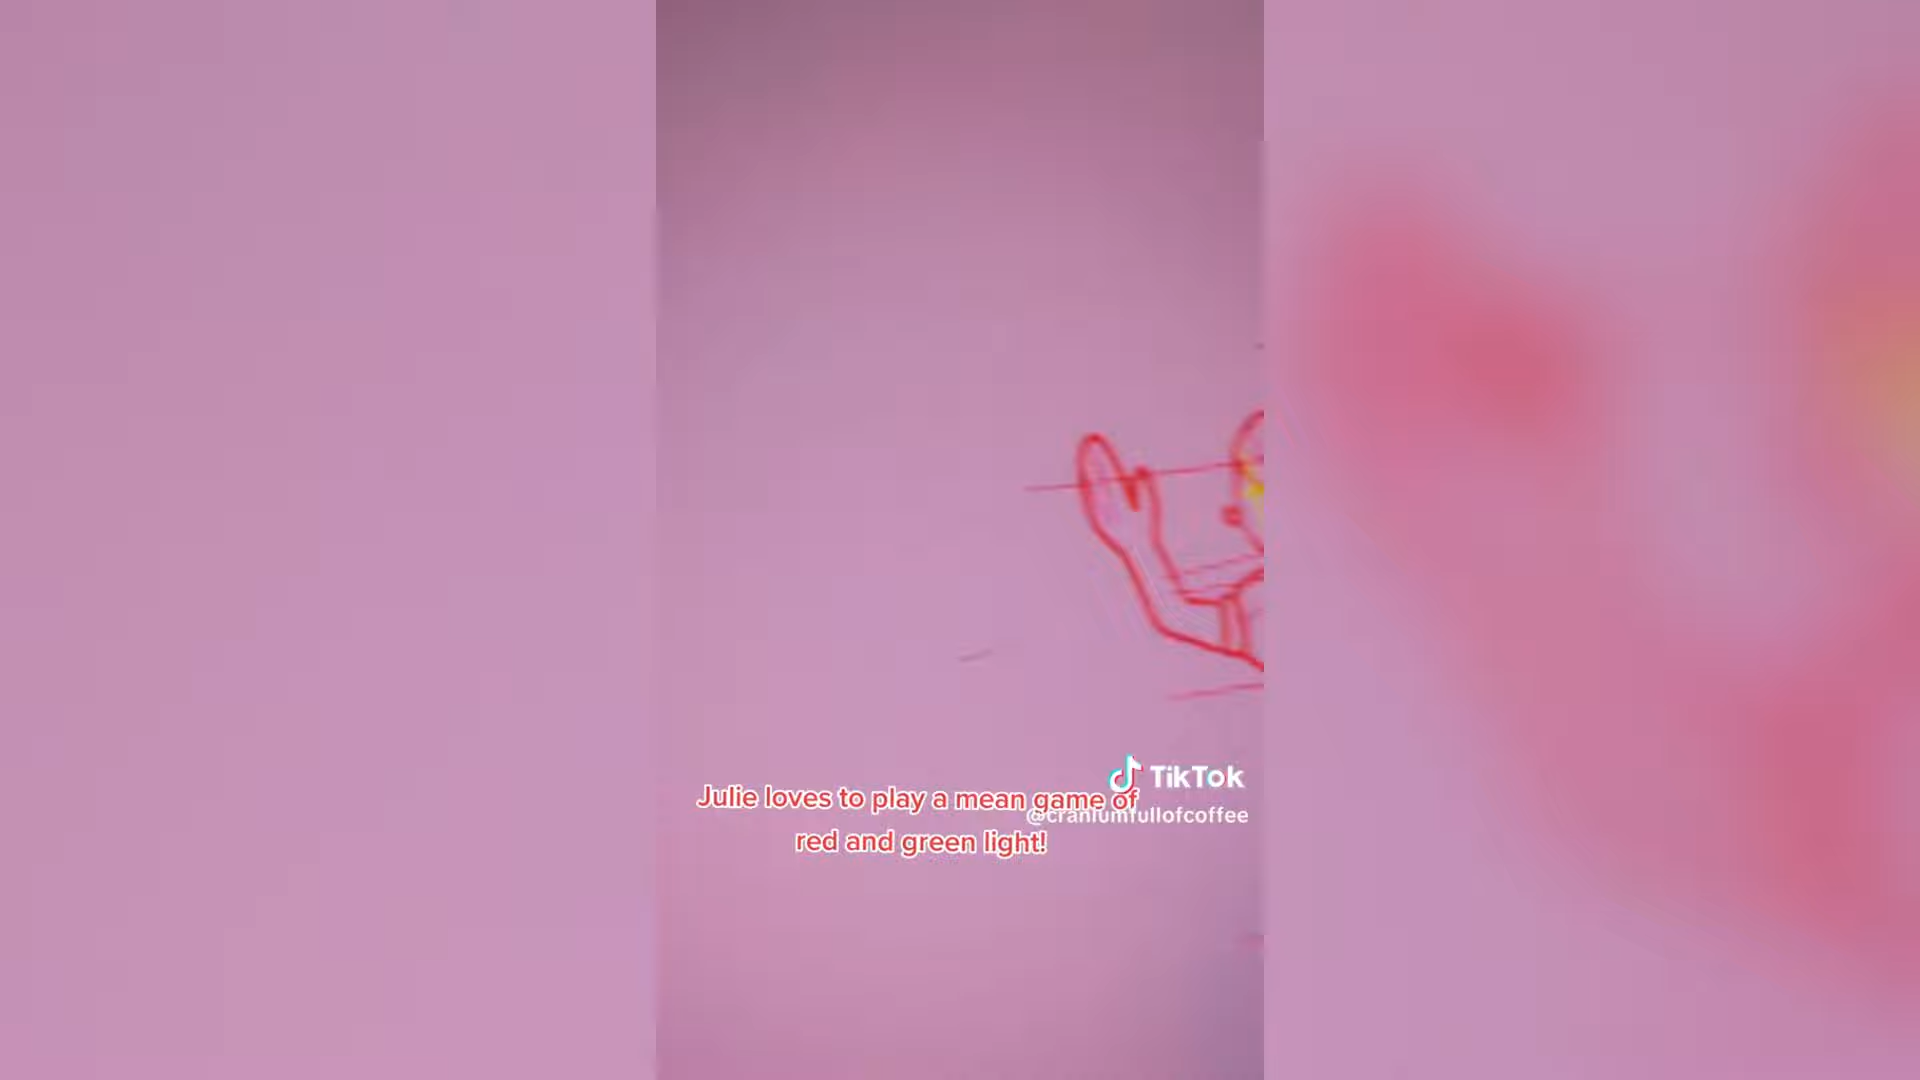 TikTok
Julie loves to play a mean game of
@craniumfullofcoffee
red and green light!